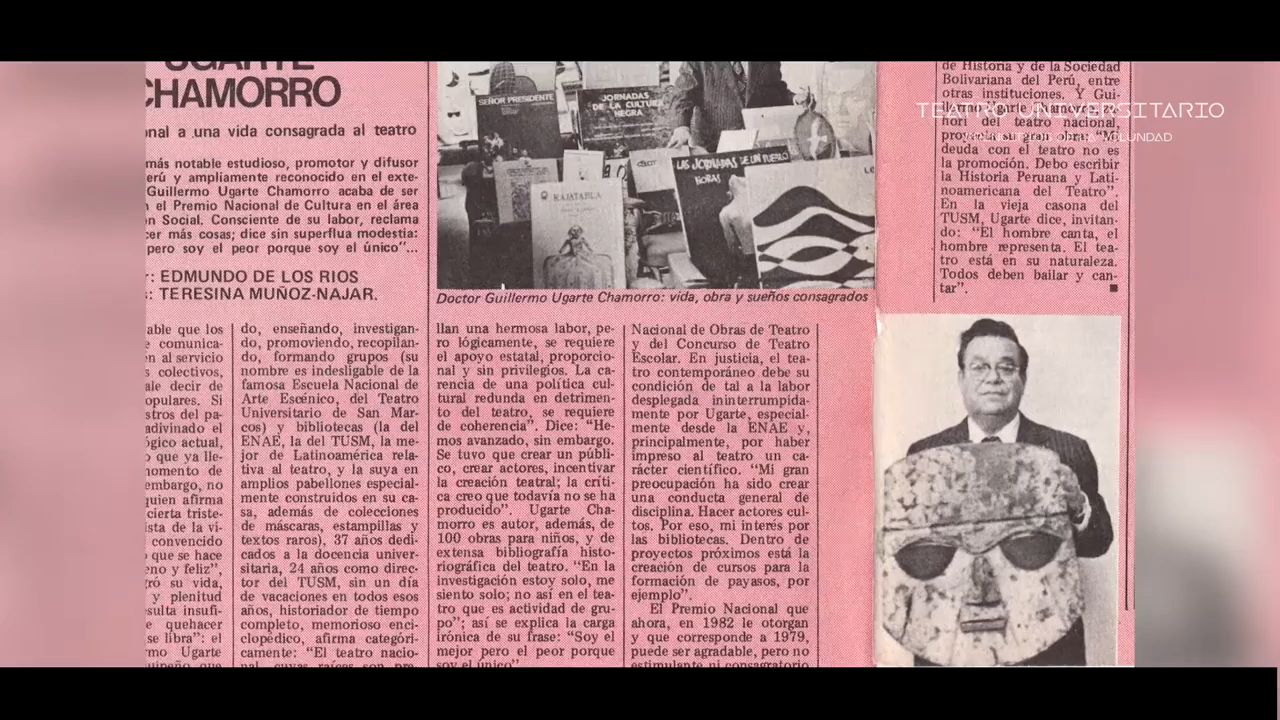 UGARTE
CHAMORRO
onal a una vida consagrada al teatro
más notable estudioso, promotor y difusor
erú y ampliamente reconocido en el exte-
Guillermo Ugarte Chamorro acaba de ser
n el Premio Nacional de Cultura en el área
n Social. Consciente de su labor, reclama
cer más cosas; dice sin superflua modestia:
pero soy el peor porque soy el único"...
r: EDMUNDO DE LOS RIOS
s: TERESINA MUÑOZ-NAJAR.
able que los
e comunica-
en al servicio
s colectivos,
ale decir de
opulares. Si
stros del pa-
adivinado el
ógico actual,
o que ya lle-
momento de
embargo, no
quien afirma
cierta triste-
ista de la vi-
convencido
o que se hace
eno y feliz",
gró su vida,
y plenitud
esulta insufi-
quehacer
se libra": el
rmo Ugarte
quipeño que
do, enseñando, investigan-
do, promoviendo, recopilan-
do, formando grupos (su
nombre es indesligable de la
famosa Escuela Nacional de
Arte Escénico, del Teatro
Universitario de San Mar-
cos) y bibliotecas (la del
ENAE, la del TUSM, la me-
jor de Latinoamérica rela-
tiva al teatro, y la suya en
amplios pabellones especial-
mente construidos en su ca-
sa, además de colecciones
de máscaras, estampillas y
textos raros), 37 años dedi-
cados a la docencia univer-
sitaria, 24 años como direc-
tor del TUSM, sin un día
de vacaciones en todos esos
años, historiador de tiempo
completo, memorioso enci-
clopédico, afirma categóri-
camente: "El teatro nacio-
nal, cuyas raíces son pre-
SEÑOR PRESIDENTE
JORNADAS
DE LA CULTURA
NEGRA
LAS JORNADAS DE UN PUEBLO
RAJATABLA
Doctor Guillermo Ugarte Chamorro: vida, obra y sueños consagrados
llan una hermosa labor, pe-
ro lógicamente, se requiere
el apoyo estatal, proporcio-
nal y sin privilegios. La ca-
rencia de una política cul-
tural redunda en detrimen-
to del teatro, se requiere
de coherencia". Dice: "He-
mos avanzado, sin embargo.
Se tuvo que crear un públi-
co, crear actores, incentivar
la creación teatral; la críti-
ca creo que todavía no se ha
producido". Ugarte Cha-
morro es autor, además, de
100 obras para niños, y de
extensa bibliografía histo-
riográfica del teatro. "En la
investigación estoy solo, me
siento solo; no así en el tea-
tro que es actividad de gru-
po"; así se explica la carga
irónica de su frase: "Soy el
mejor pero el peor porque
soy el único"
Nacional de Obras de Teatro
y del Concurso de Teatro
Escolar. En justicia, el tea-
tro contemporáneo debe su
condición de tal a la labor
desplegada ininterrumpida-
mente por Ugarte, especial-
mente desde la ENAE y,
principalmente, por haber
impreso al teatro un ca-
rácter científico. "Mi gran
preocupación ha sido crear
una conducta general de
disciplina. Hacer actores cul-
tos. Por eso, mi interés por
las bibliotecas. Dentro de
proyectos próximos está la
creación de cursos para la
formación de payasos, por
ejemplo".
El Premio Nacional que
ahora, en 1982 le otorgan
y que corresponde a 1979,
puede ser agradable, pero no
estimulante ni consagratorio
de Historia y de la Sociedad
Bolivariana del Perú, entre
otras instituciones. Y Gui-
llermo Ugarte Chamorro,
hori del teatro nacional,
su gran obra: "Mi
deuda con el teatro no es
la promoción. Debo escribir
la Historia Peruana y Lati-
noamericana del Teatro".
En la vieja casona del
TUSM, Ugarte dice, invitan-
do: "El hombre canta, el
hombre representa. El tea-
tro está en su naturaleza.
Todos deben bailar y can-
tar".
TEATRO UNIVERSITARIO